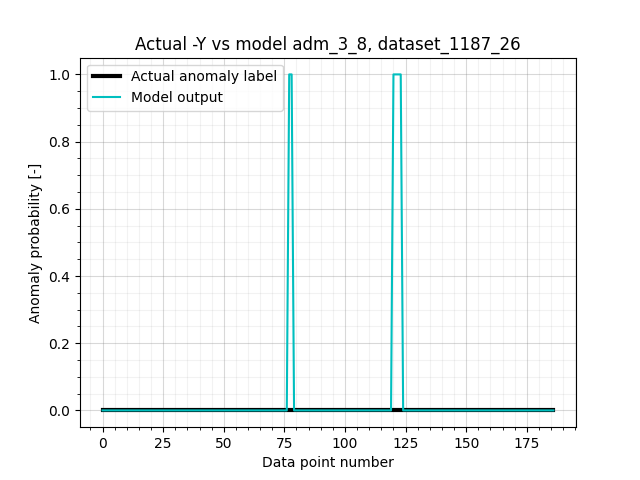 Actual -Y vs model adm_3_8, dataset_1187_26
Actual anomaly label
Model output
Anomaly probability [-]
1.0
0.8
0.6
0.4
0.2
0.0
0 25 50 75 100 125 150 175
Data point number